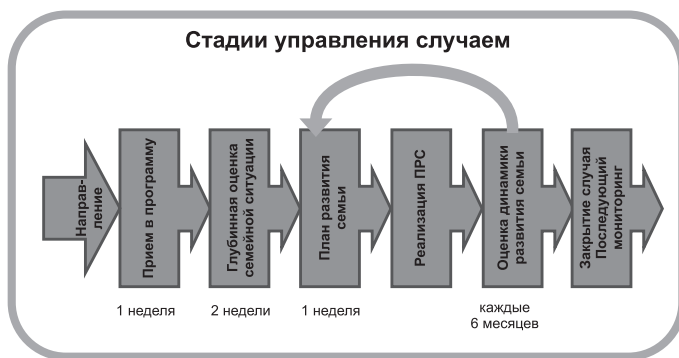 Стадии управления случаем
Направ-
ление
Прием в программу
Глубинная оценка
семейной ситуации
План развития
семьи
Реализация ПРС
Оценка динамики
развития семьи
Закрытие случая
Последующий
мониторинг
1 неделя
2 недели
1 неделя
каждые
6 месяцев